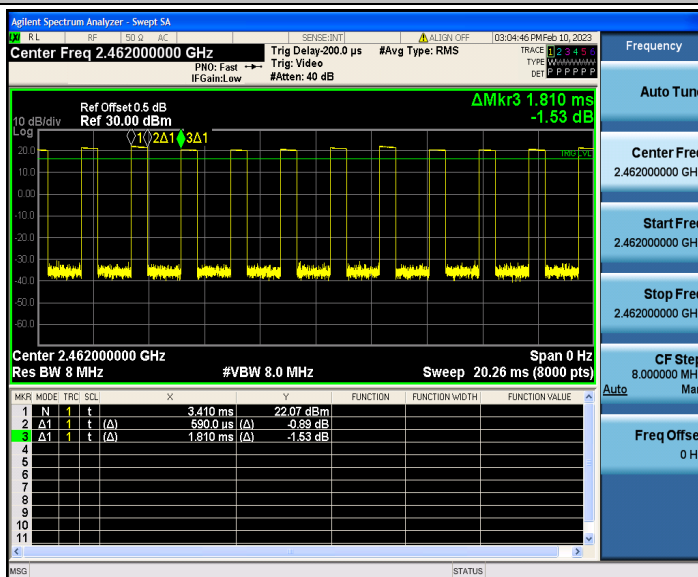 Agilent Spectrum Analyzer - Swept SA
RL RF 50 Ω AC SENSE:INT ALIGN OFF 03:04:46 PM Feb 10, 2023
Center Freq 2.462000000 GHz
PNO: Fast
IFGain:Low
Trig Delay-200.0 µs
Trig: Video
#Atten: 40 dB
#Avg Type: RMS
TRACE 1 2 3 4 5 6
TYPE W
DET P P P P P P
Ref Offset 0.5 dB
10 dB/div Ref 30.00 dBm
Log
ΔMkr3 1.810 ms
-1.53 dB
1 2Δ1 3Δ1
TRIG LVL
20.0
10.0
0.00
-10.0
-20.0
-30.0
-40.0
-50.0
-60.0
Center 2.462000000 GHz Span 0 Hz
Res BW 8 MHz #VBW 8.0 MHz Sweep 20.26 ms (8000 pts)
MKR MODE TRC SCL X Y FUNCTION FUNCTION WIDTH FUNCTION VALUE
1 N 1 t 3.410 ms 22.07 dBm
2 Δ1 1 t (Δ) 590.0 µs (Δ) -0.89 dB
3 Δ1 1 t (Δ) 1.810 ms (Δ) -1.53 dB
4
5
6
7
8
9
10
11
MSG STATUS
Frequency
Auto Tun
Center Fre
2.462000000 GH
Start Fre
2.462000000 GH
Stop Fre
2.462000000 GH
CF Ste
8.000000 MH
Auto Ma
Freq Offse
0 H